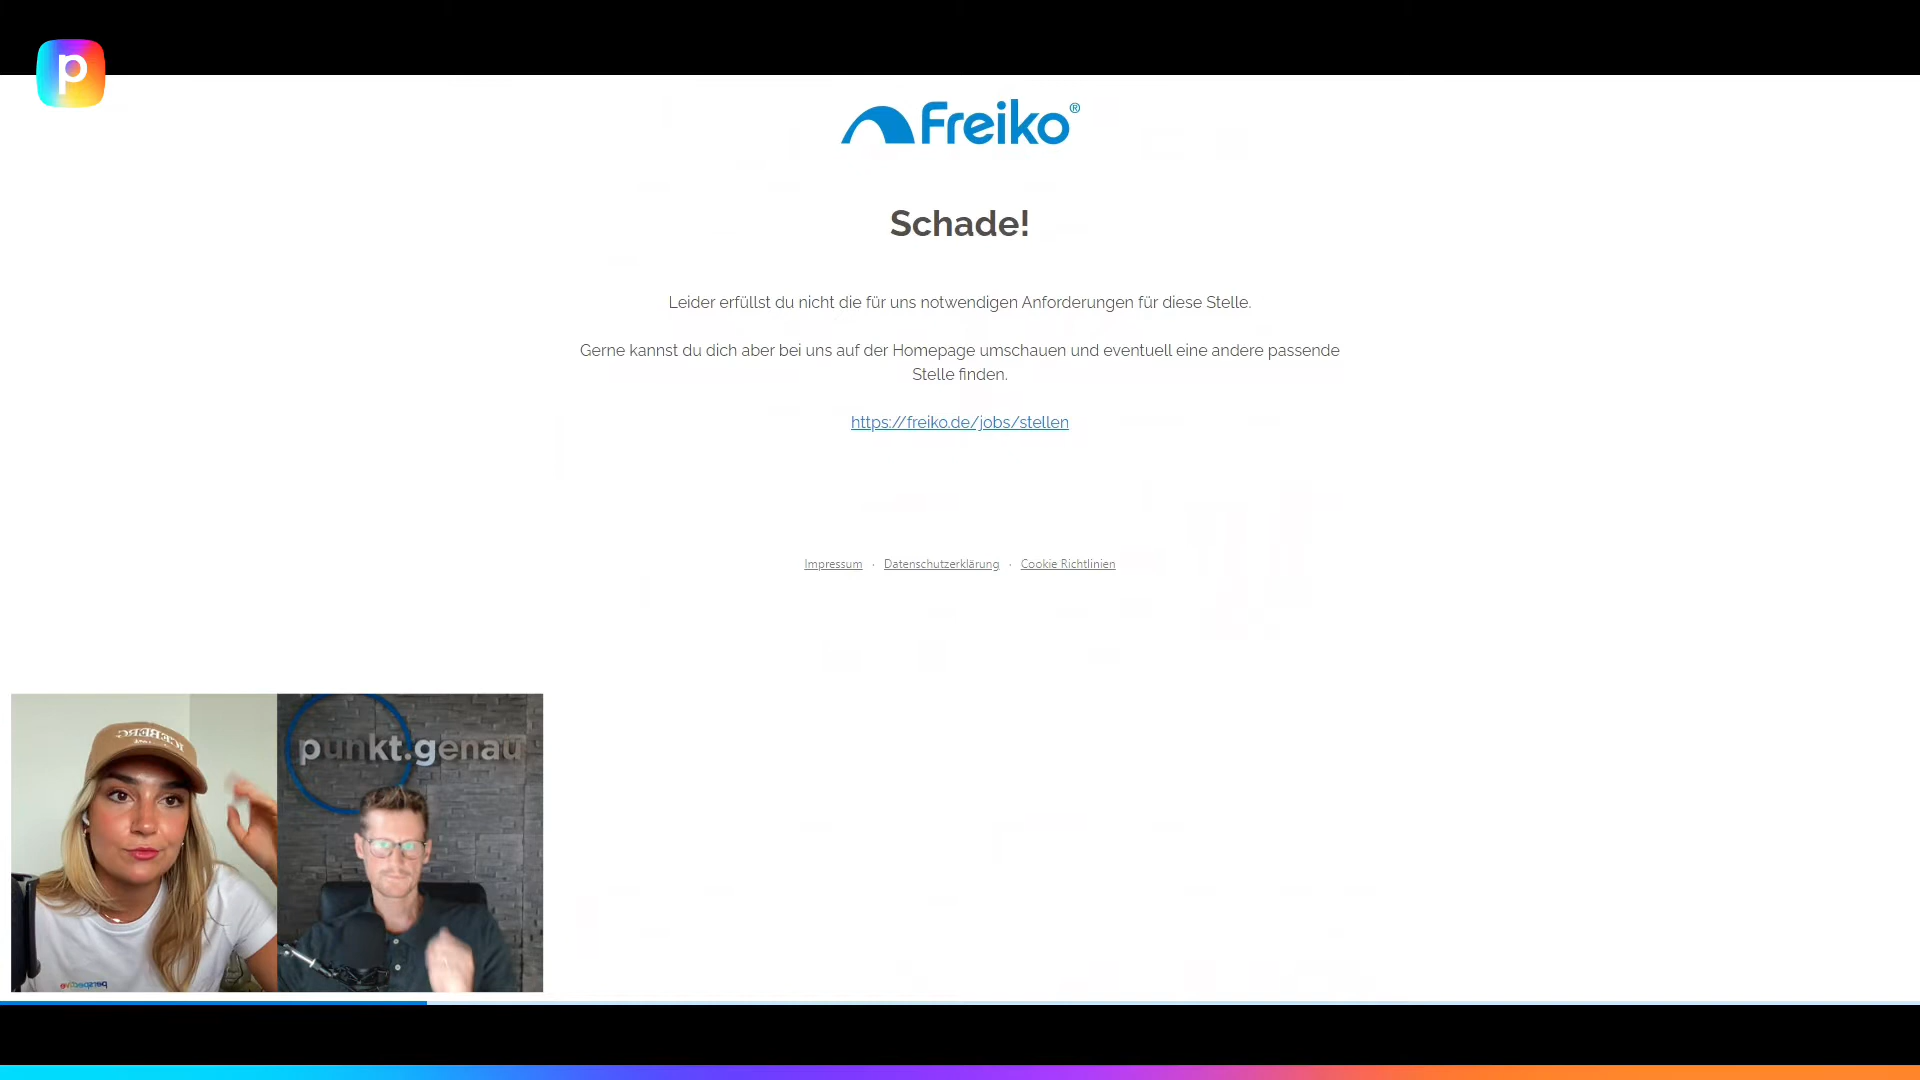 p
Freiko®
Schade!
Leider erfüllst du nicht die für uns notwendigen Anforderungen für diese Stelle.
Gerne kannst du dich aber bei uns auf der Homepage umschauen und eventuell eine andere passende
Stelle finden.
https://freiko.de/jobs/stellen
Impressum · Datenschutzerklärung · Cookie Richtlinien
ICEBERG
punkt.genau
perspective